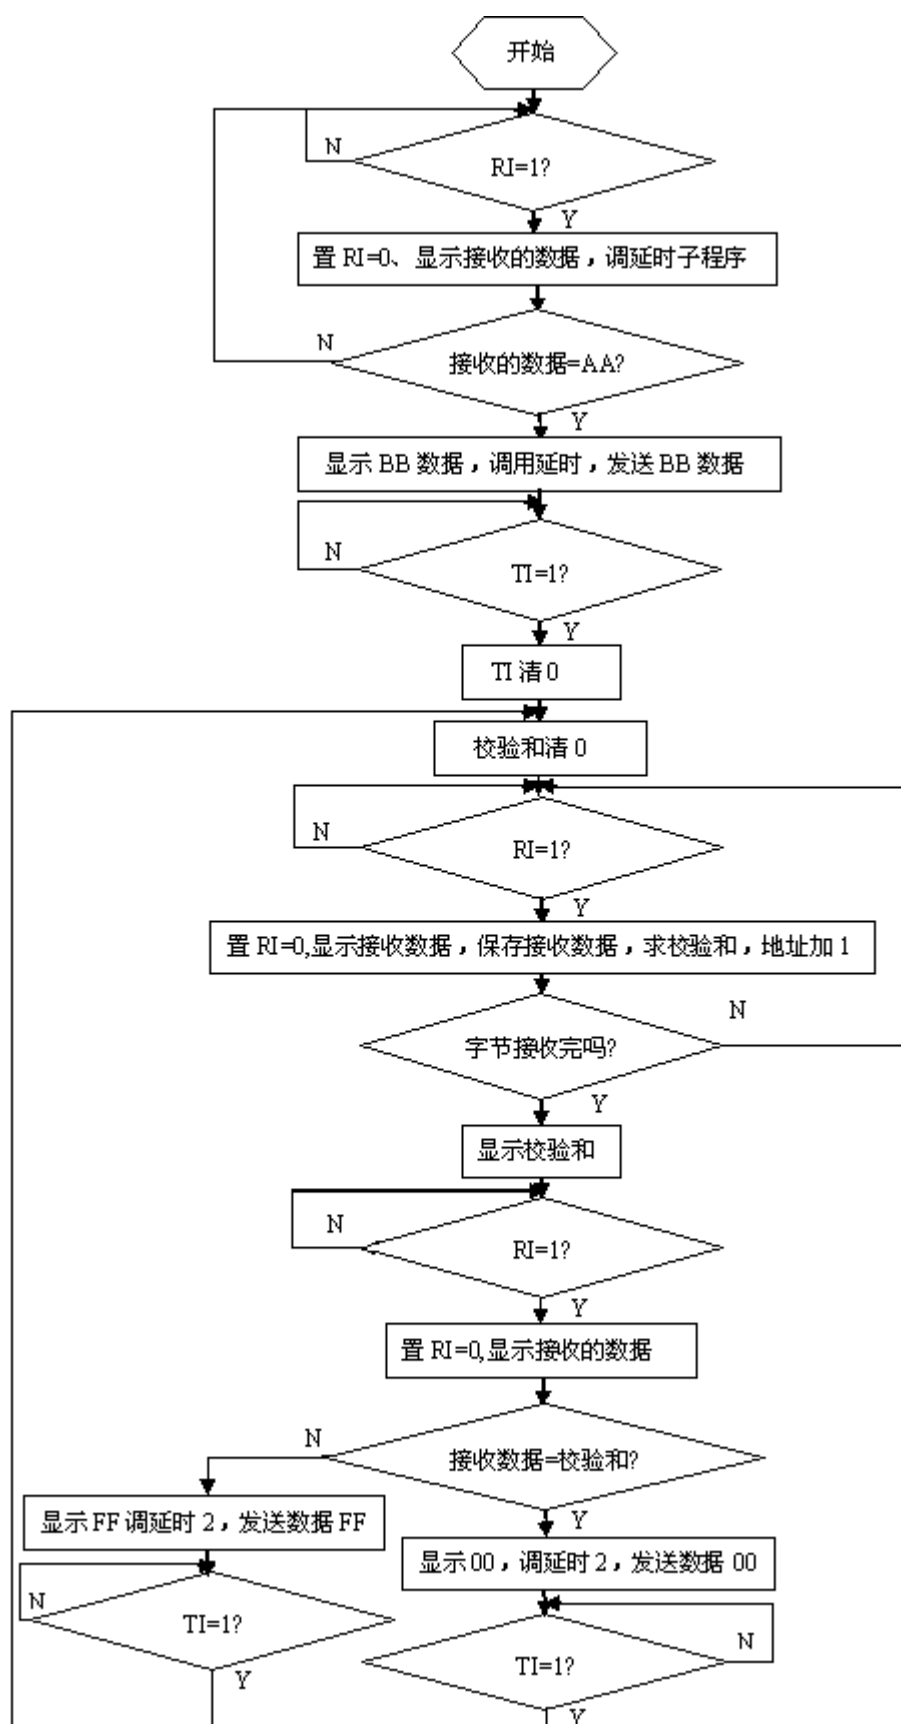 开始
N
RI=1?
Y
置 RI=0、显示接收的数据，调延时子程序
N
接收的数据=AA?
Y
显示 BB 数据，调用延时，发送 BB 数据
N
TI=1?
Y
TI 清 0
校验和清 0
N
RI=1?
Y
置 RI=0,显示接收数据，保存接收数据，求校验和，地址加 1
N
字节接收完吗?
Y
显示校验和
N
RI=1?
Y
置 RI=0,显示接收的数据
N
接收数据=校验和?
Y
显示 FF 调延时 2，发送数据 FF
显示 00，调延时 2，发送数据 00
N
TI=1?
Y
N
TI=1?
Y